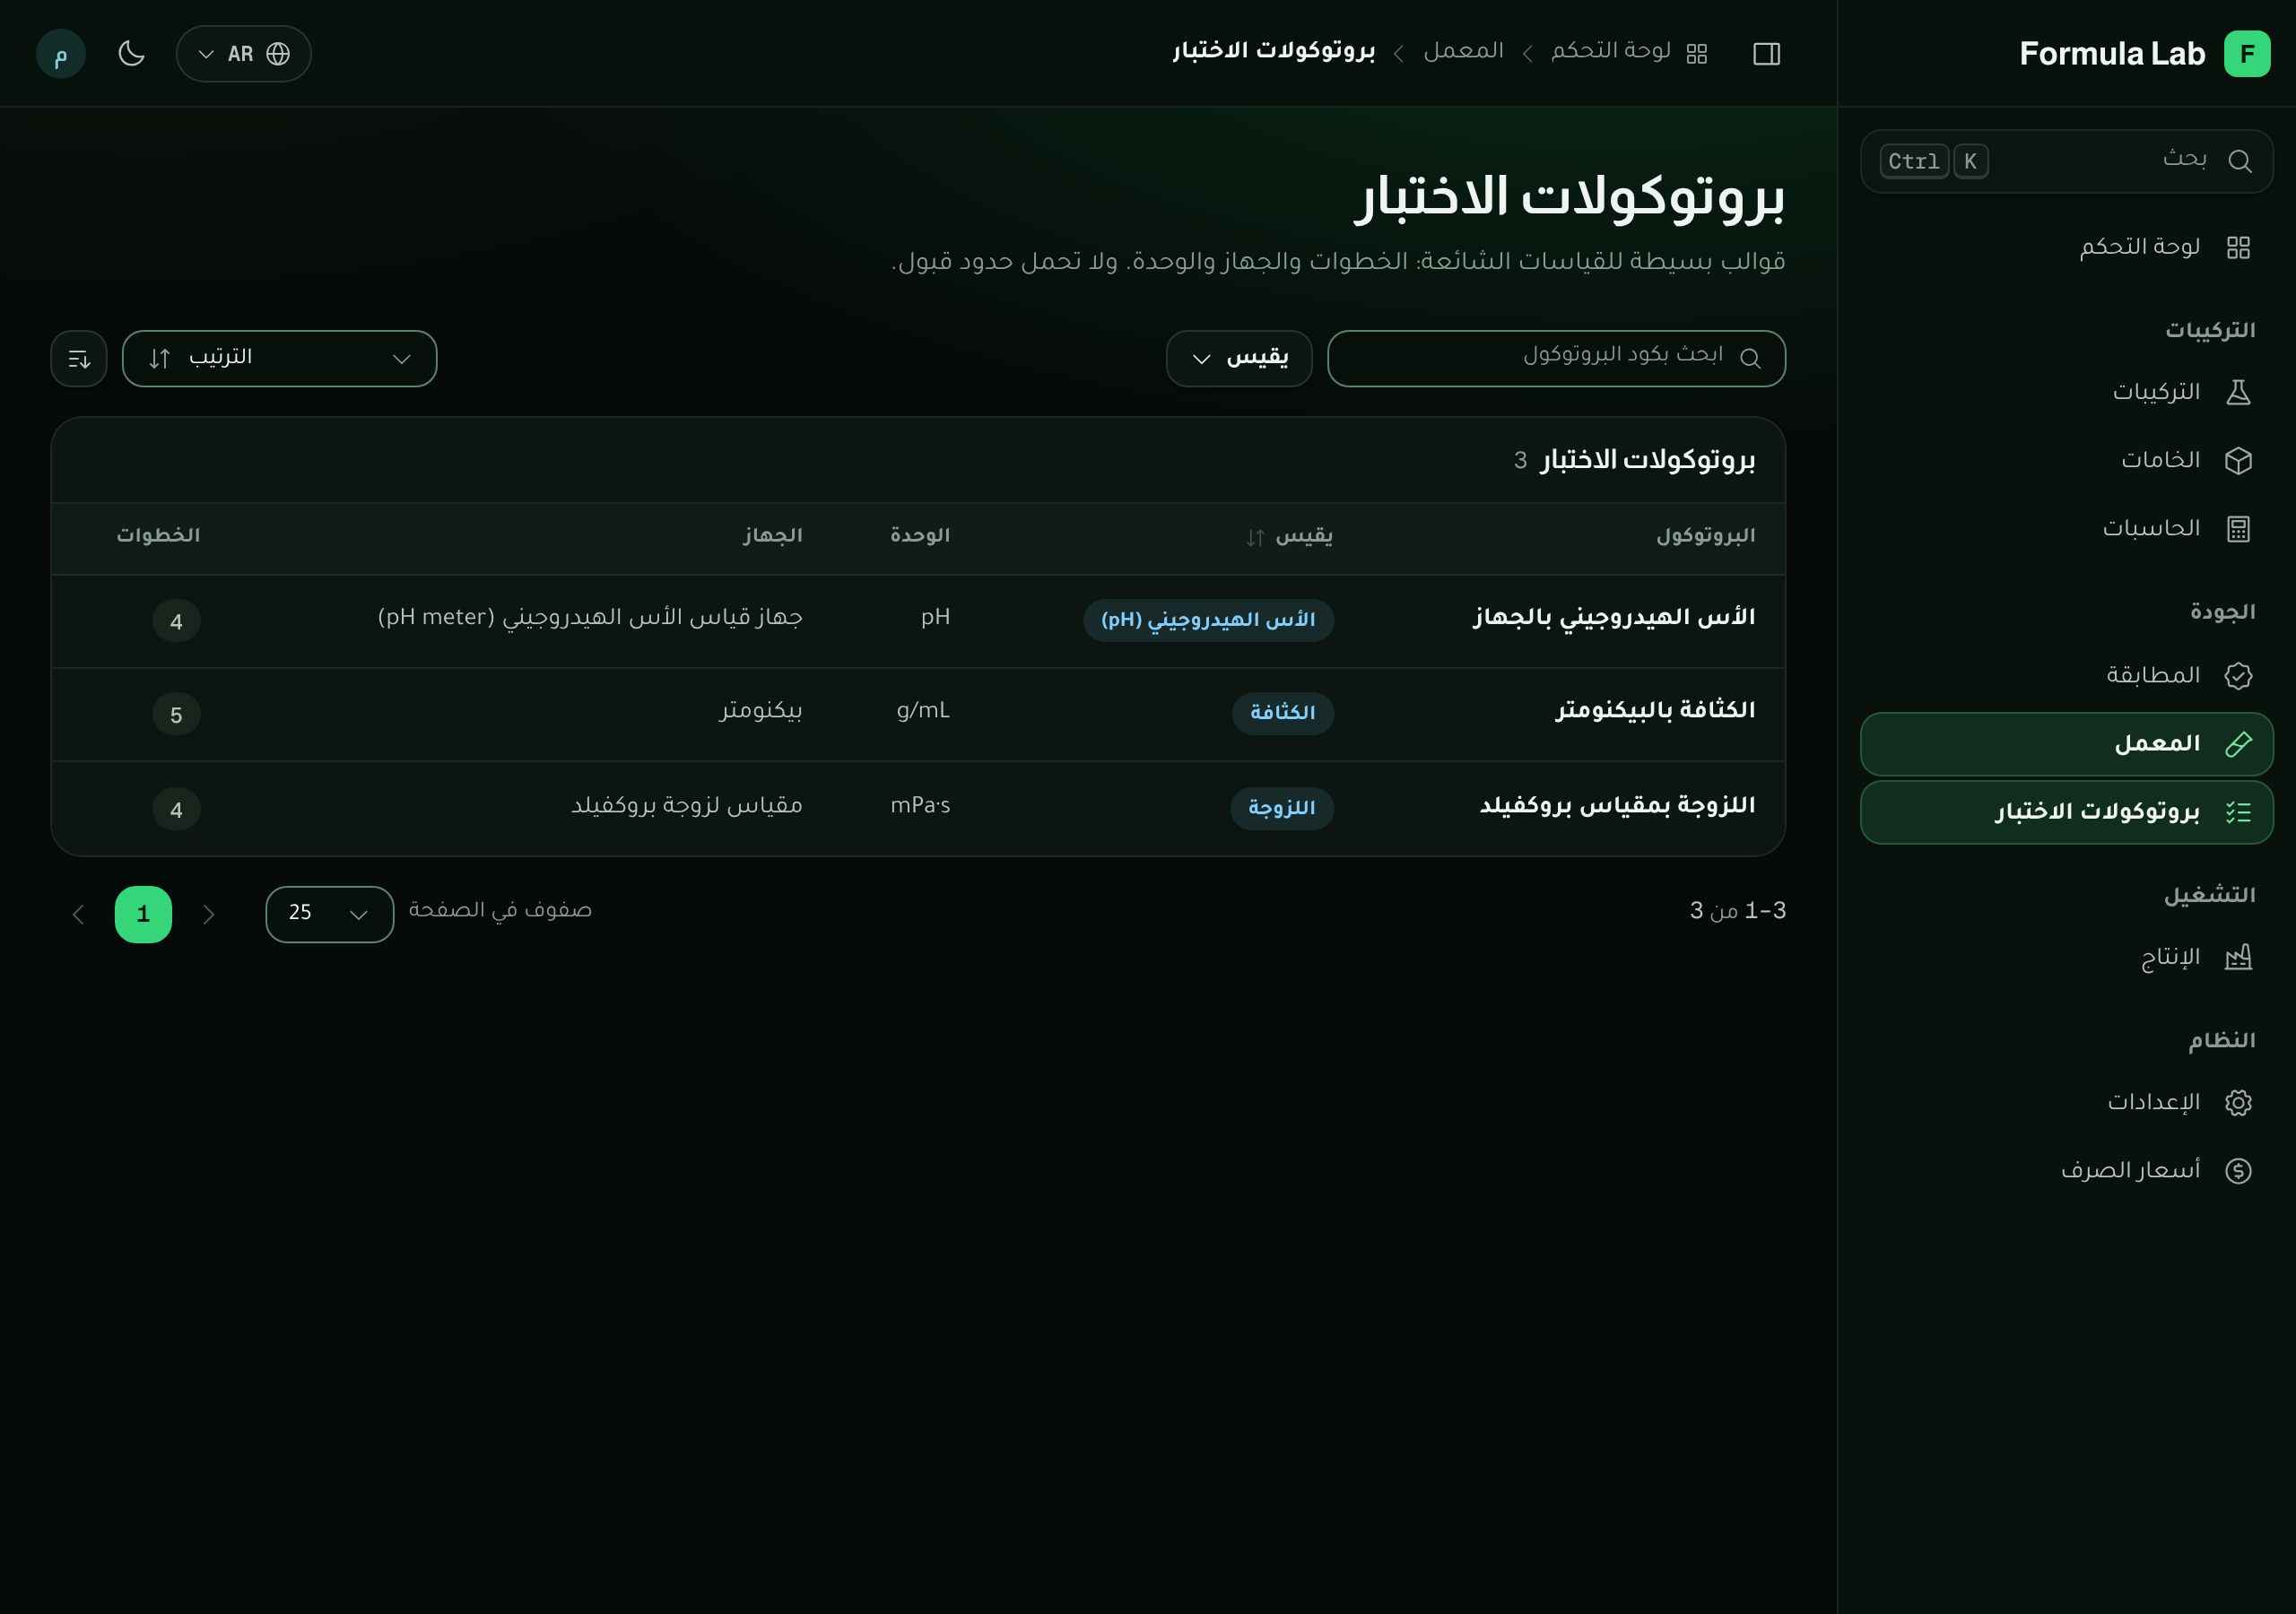 Formula Lab
F
بحث
Ctrl K
لوحة التحكم
التركيبات
التركيبات
الخامات
الحاسبات
الجودة
المطابقة
المعمل
بروتوكولات الاختبار
التشغيل
الإنتاج
النظام
الإعدادات
أسعار الصرف
لوحة التحكم
المعمل
بروتوكولات الاختبار
AR
م
بروتوكولات الاختبار
قوالب بسيطة للقياسات الشائعة: الخطوات والجهاز والوحدة. ولا تحمل حدود قبول.
ابحث بكود البروتوكول
يقيس
الترتيب
بروتوكولات الاختبار 3
البروتوكول يقيس الوحدة الجهاز الخطوات
الأس الهيدروجيني بالجهاز الأس الهيدروجيني (pH) pH جهاز قياس الأس الهيدروجيني (pH meter) 4
الكثافة بالبيكنومتر الكثافة g/mL بيكنومتر 5
اللزوجة بمقياس بروكفيلد اللزوجة mPa·s مقياس لزوجة بروكفيلد 4
1–3 من 3
صفوف في الصفحة 25
1